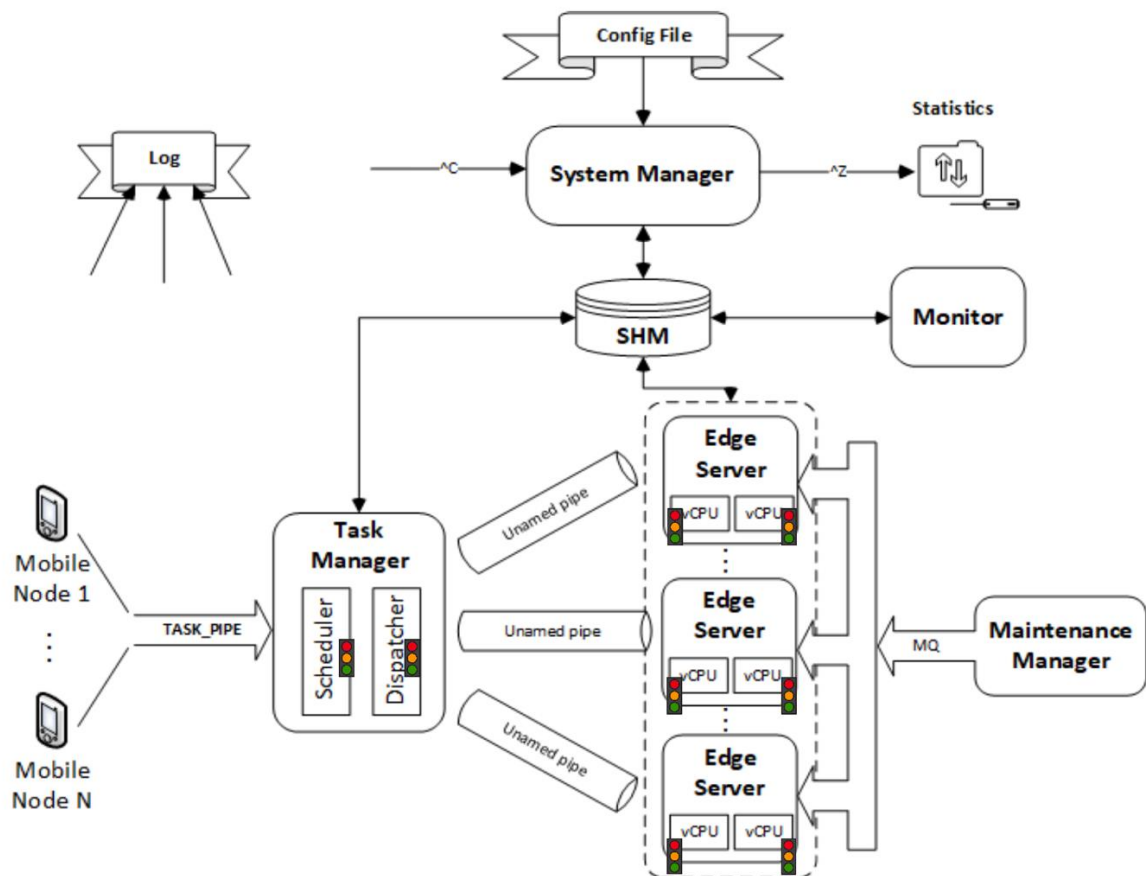 Config File
Statistics
Log
^C
System Manager
^Z
SHM
Monitor
Edge
Server
vCPU
vCPU
Unamed pipe
Mobile
Node 1
Task
Manager
Scheduler
Dispatcher
TASK_PIPE
Unamed pipe
Edge
Server
vCPU
vCPU
MQ
Maintenance
Manager
Unamed pipe
Mobile
Node N
Edge
Server
vCPU
vCPU